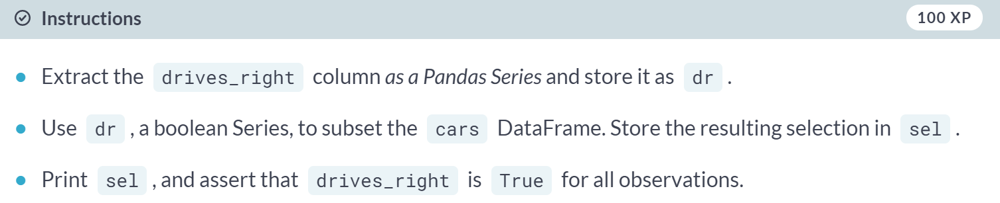 Instructions 100 XP
Extract the drives_right column as a Pandas Series and store it as dr .
Use dr , a boolean Series, to subset the cars DataFrame. Store the resulting selection in sel .
Print sel , and assert that drives_right is True for all observations.